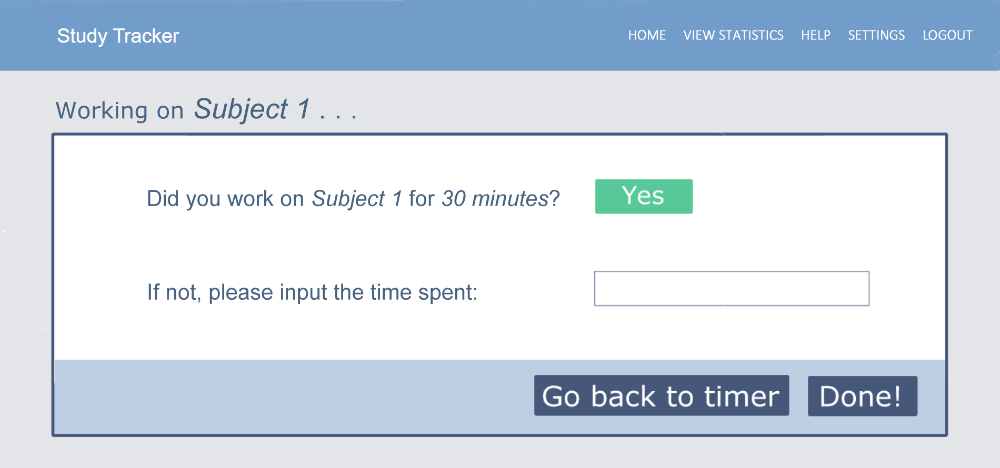 Study Tracker
HOME VIEW STATISTICS HELP SETTINGS LOGOUT
Working on Subject 1 . . .
Did you work on Subject 1 for 30 minutes?
Yes
If not, please input the time spent:
Go back to timer
Done!